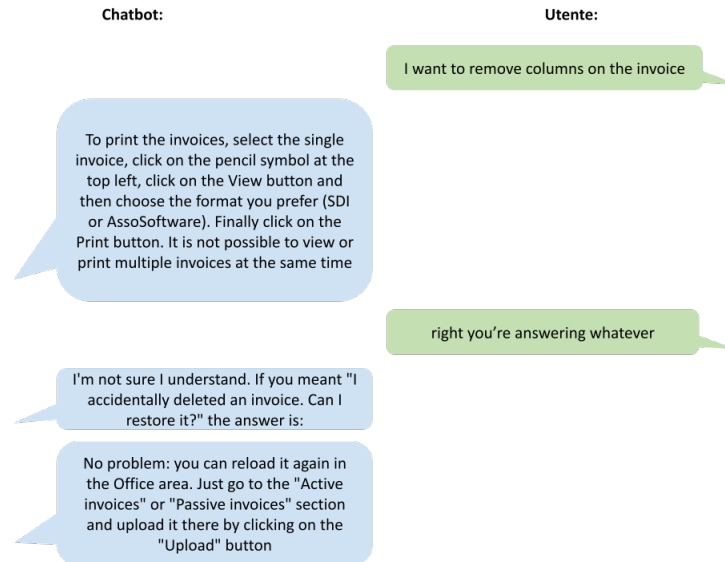 Chatbot:
Utente:
I want to remove columns on the invoice
To print the invoices, select the single
invoice, click on the pencil symbol at the
top left, click on the View button and
then choose the format you prefer (SDI
or AssoSoftware). Finally click on the
Print button. It is not possible to view or
print multiple invoices at the same time
right you’re answering whatever
I'm not sure I understand. If you meant "I
accidentally deleted an invoice. Can I
restore it?" the answer is:
No problem: you can reload it again in
the Office area. Just go to the "Active
invoices" or "Passive invoices" section
and upload it there by clicking on the
"Upload" button